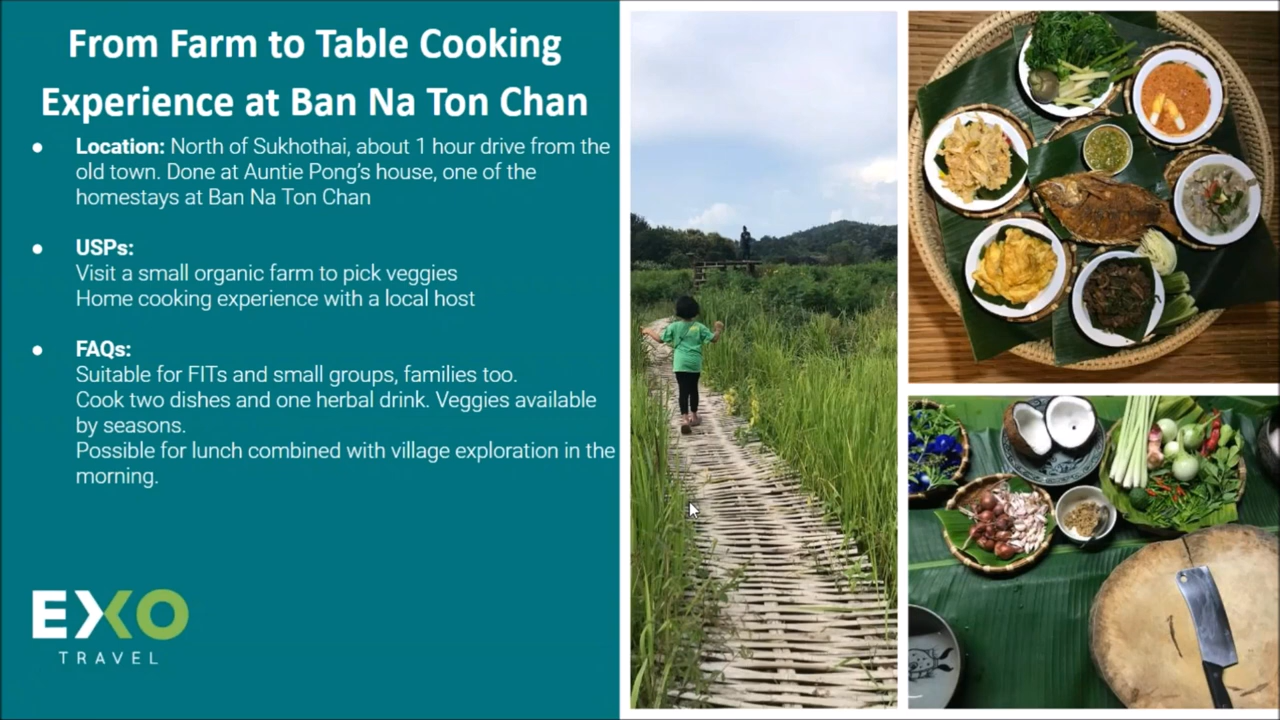 From Farm to Table Cooking
Experience at Ban Na Ton Chan
● Location: North of Sukhothai, about 1 hour drive from the
old town. Done at Auntie Pong's house, one of the
homestays at Ban Na Ton Chan
● USPs:
Visit a small organic farm to pick veggies
Home cooking experience with a local host
● FAQs:
Suitable for FITs and small groups, families too.
Cook two dishes and one herbal drink. Veggies available
by seasons.
Possible for lunch combined with village exploration in the
morning.
EXO
TRAVEL